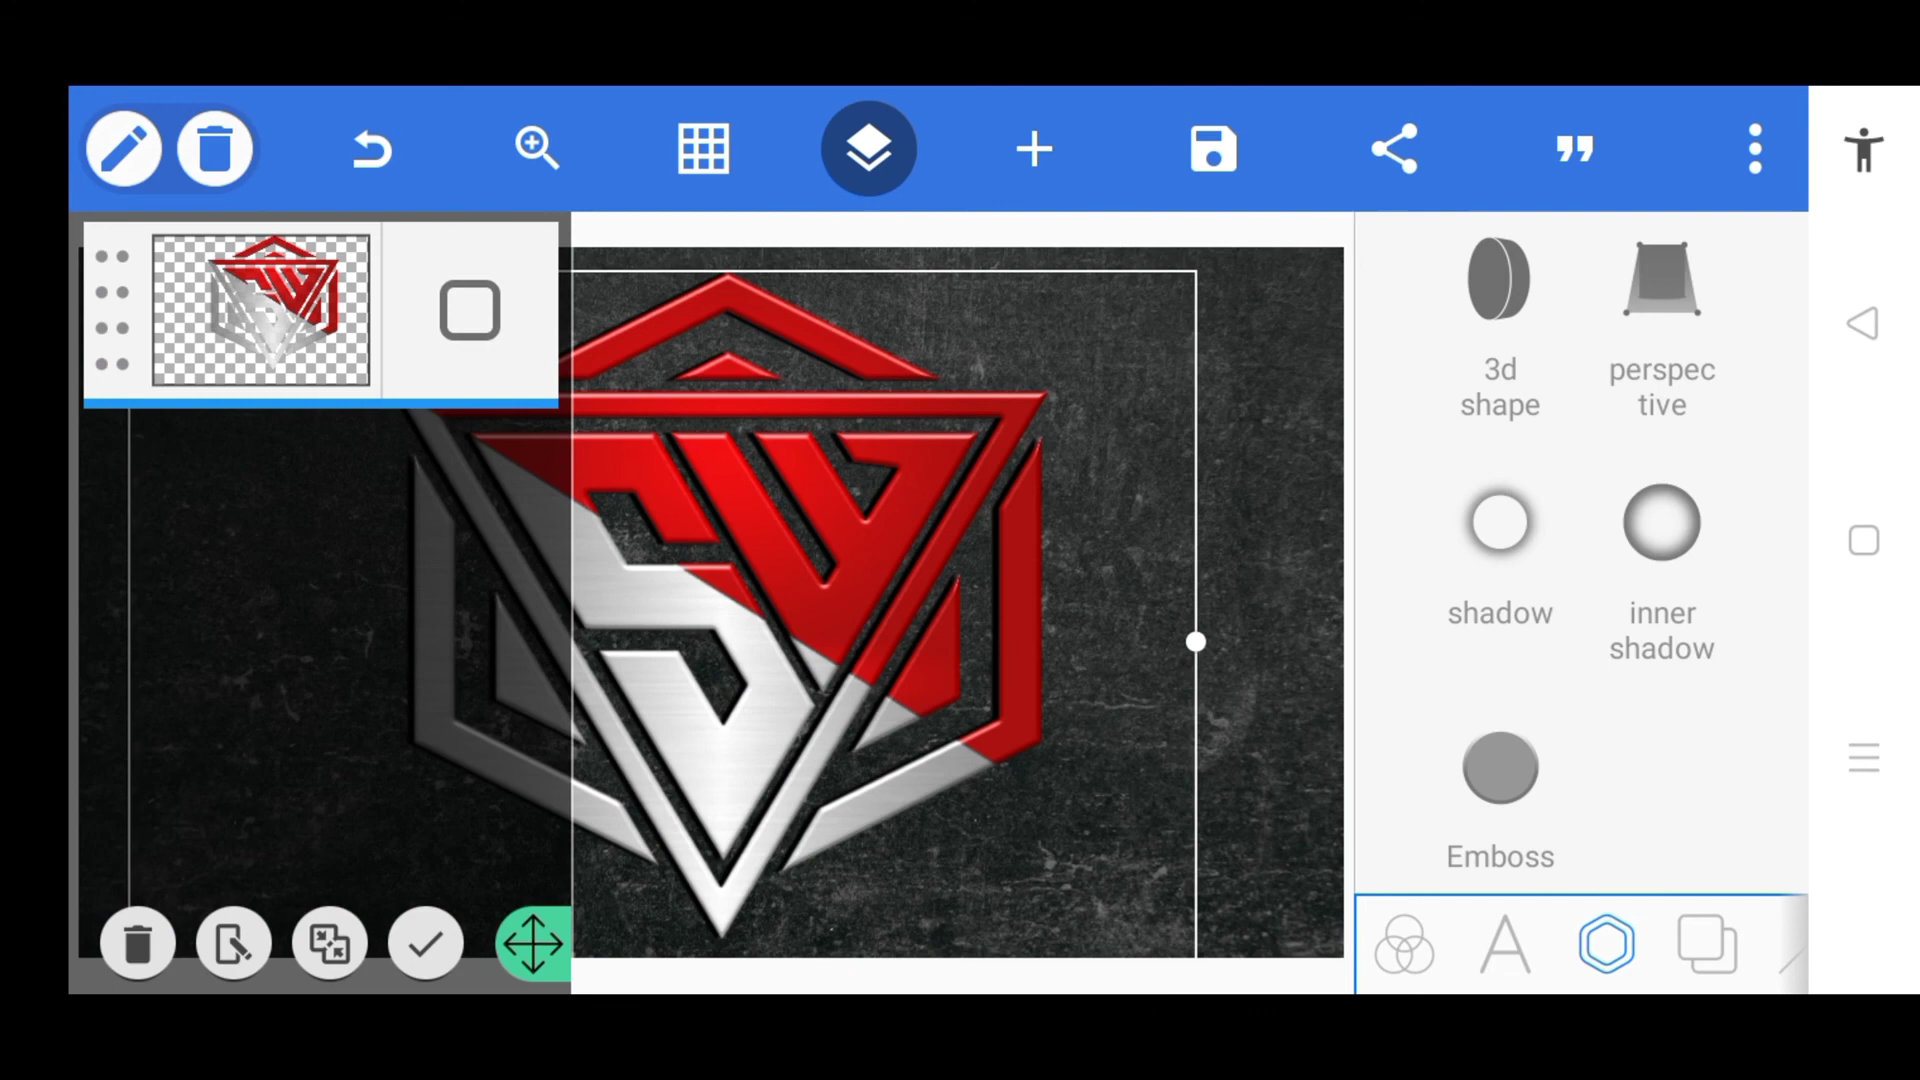 3d
shape
perspec
tive
shadow
inner
shadow
Emboss